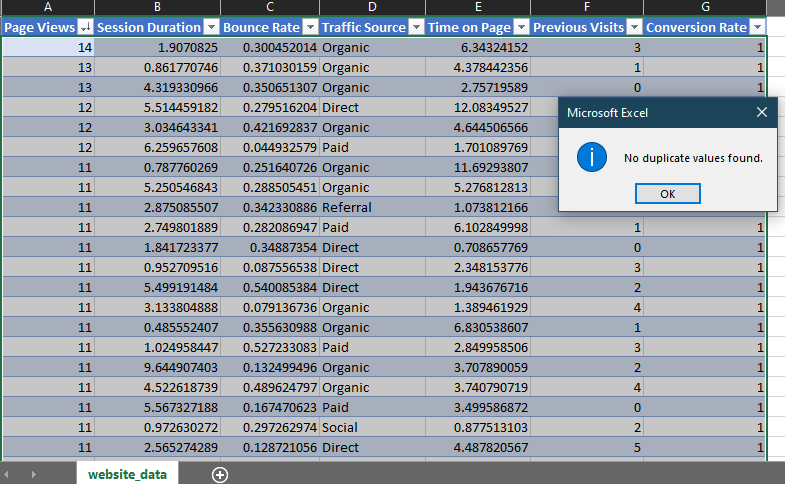 A B C D E F G
Page Views Session Duration Bounce Rate Traffic Source Time on Page Previous Visits Conversion Rate
14 1.9070825 0.300452014 Organic 6.34324152 3 1
13 0.861770746 0.371030159 Organic 4.378442356 1 1
13 4.319330966 0.350651307 Organic 2.75719589 0 1
12 5.514459182 0.279516204 Direct 12.08349527
12 3.034643341 0.421692837 Organic 4.644506566
12 6.259657608 0.044932579 Paid 1.701089769
11 0.787760269 0.251640726 Organic 11.69293807
11 5.250546843 0.288505451 Organic 5.276812813
11 2.875085507 0.342330886 Referral 1.073812166
Microsoft Excel
No duplicate values found.
OK
11 2.749801889 0.282086947 Paid 6.102849998 1 1
11 1.841723377 0.34887354 Direct 0.708657769 0 1
11 0.952709516 0.087556538 Direct 2.348153776 3 1
11 5.499191484 0.540085384 Direct 1.943676716 2 1
11 3.133804888 0.079136736 Organic 1.389461929 4 1
11 0.485552407 0.355630988 Organic 6.830538607 1 1
11 1.024958447 0.527233083 Paid 2.849958506 3 1
11 9.644907403 0.132499496 Organic 3.707890059 2 1
11 4.522618739 0.489624797 Organic 3.740790719 4 1
11 5.567327188 0.167470623 Paid 3.499586872 0 1
11 0.972630272 0.297262974 Social 0.877513103 2 1
11 2.565274289 0.128721056 Direct 4.487820567 5 1
website_data